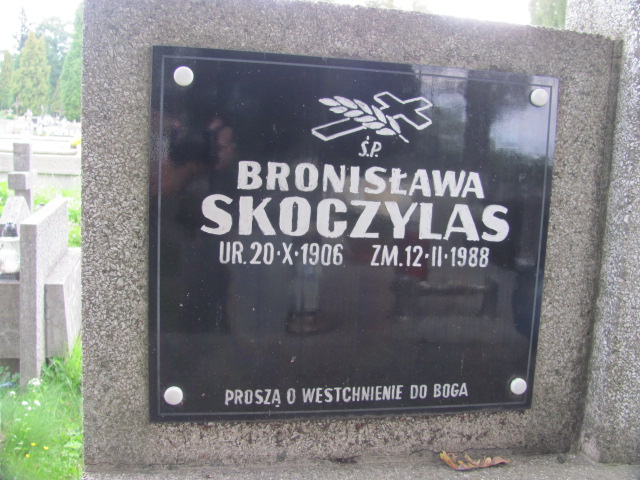 Ś.P.
BRONISŁAWA
SKOCZYLAS
UR. 20·X·1906 ZM. 12·II·1988
PROSZĄ O WESTCHNIENIE DO BOGA